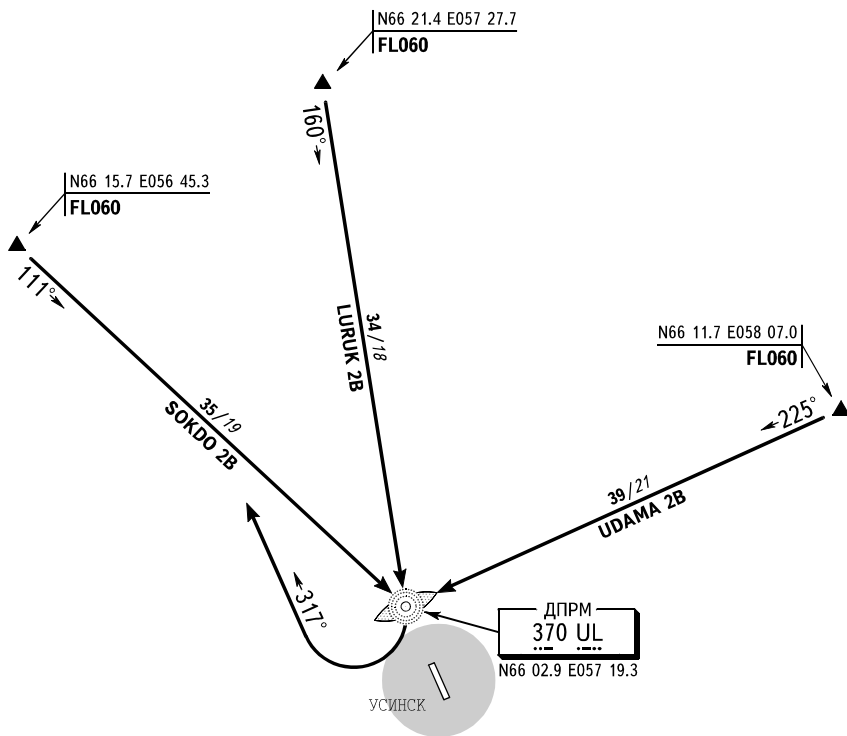 N66 21.4 E057 27.7
FL060
160°
N66 15.7 E056 45.3
FL060
111°
34/18
LURUK 2B
N66 11.7 E058 07.0
FL060
225°
35/19
SOKDO 2B
39/21
UDAMA 2B
317°
ДПРМ
370 UL
N66 02.9 E057 19.3
УСИНСК